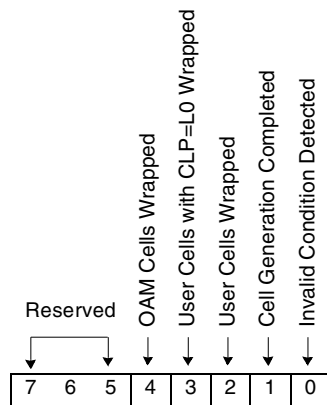 OAM Cells Wrapped
User Cells with CLP=L0 Wrapped
User Cells Wrapped
Cell Generation Completed
Invalid Condition Detected
Reserved
7 6 5 4 3 2 1 0